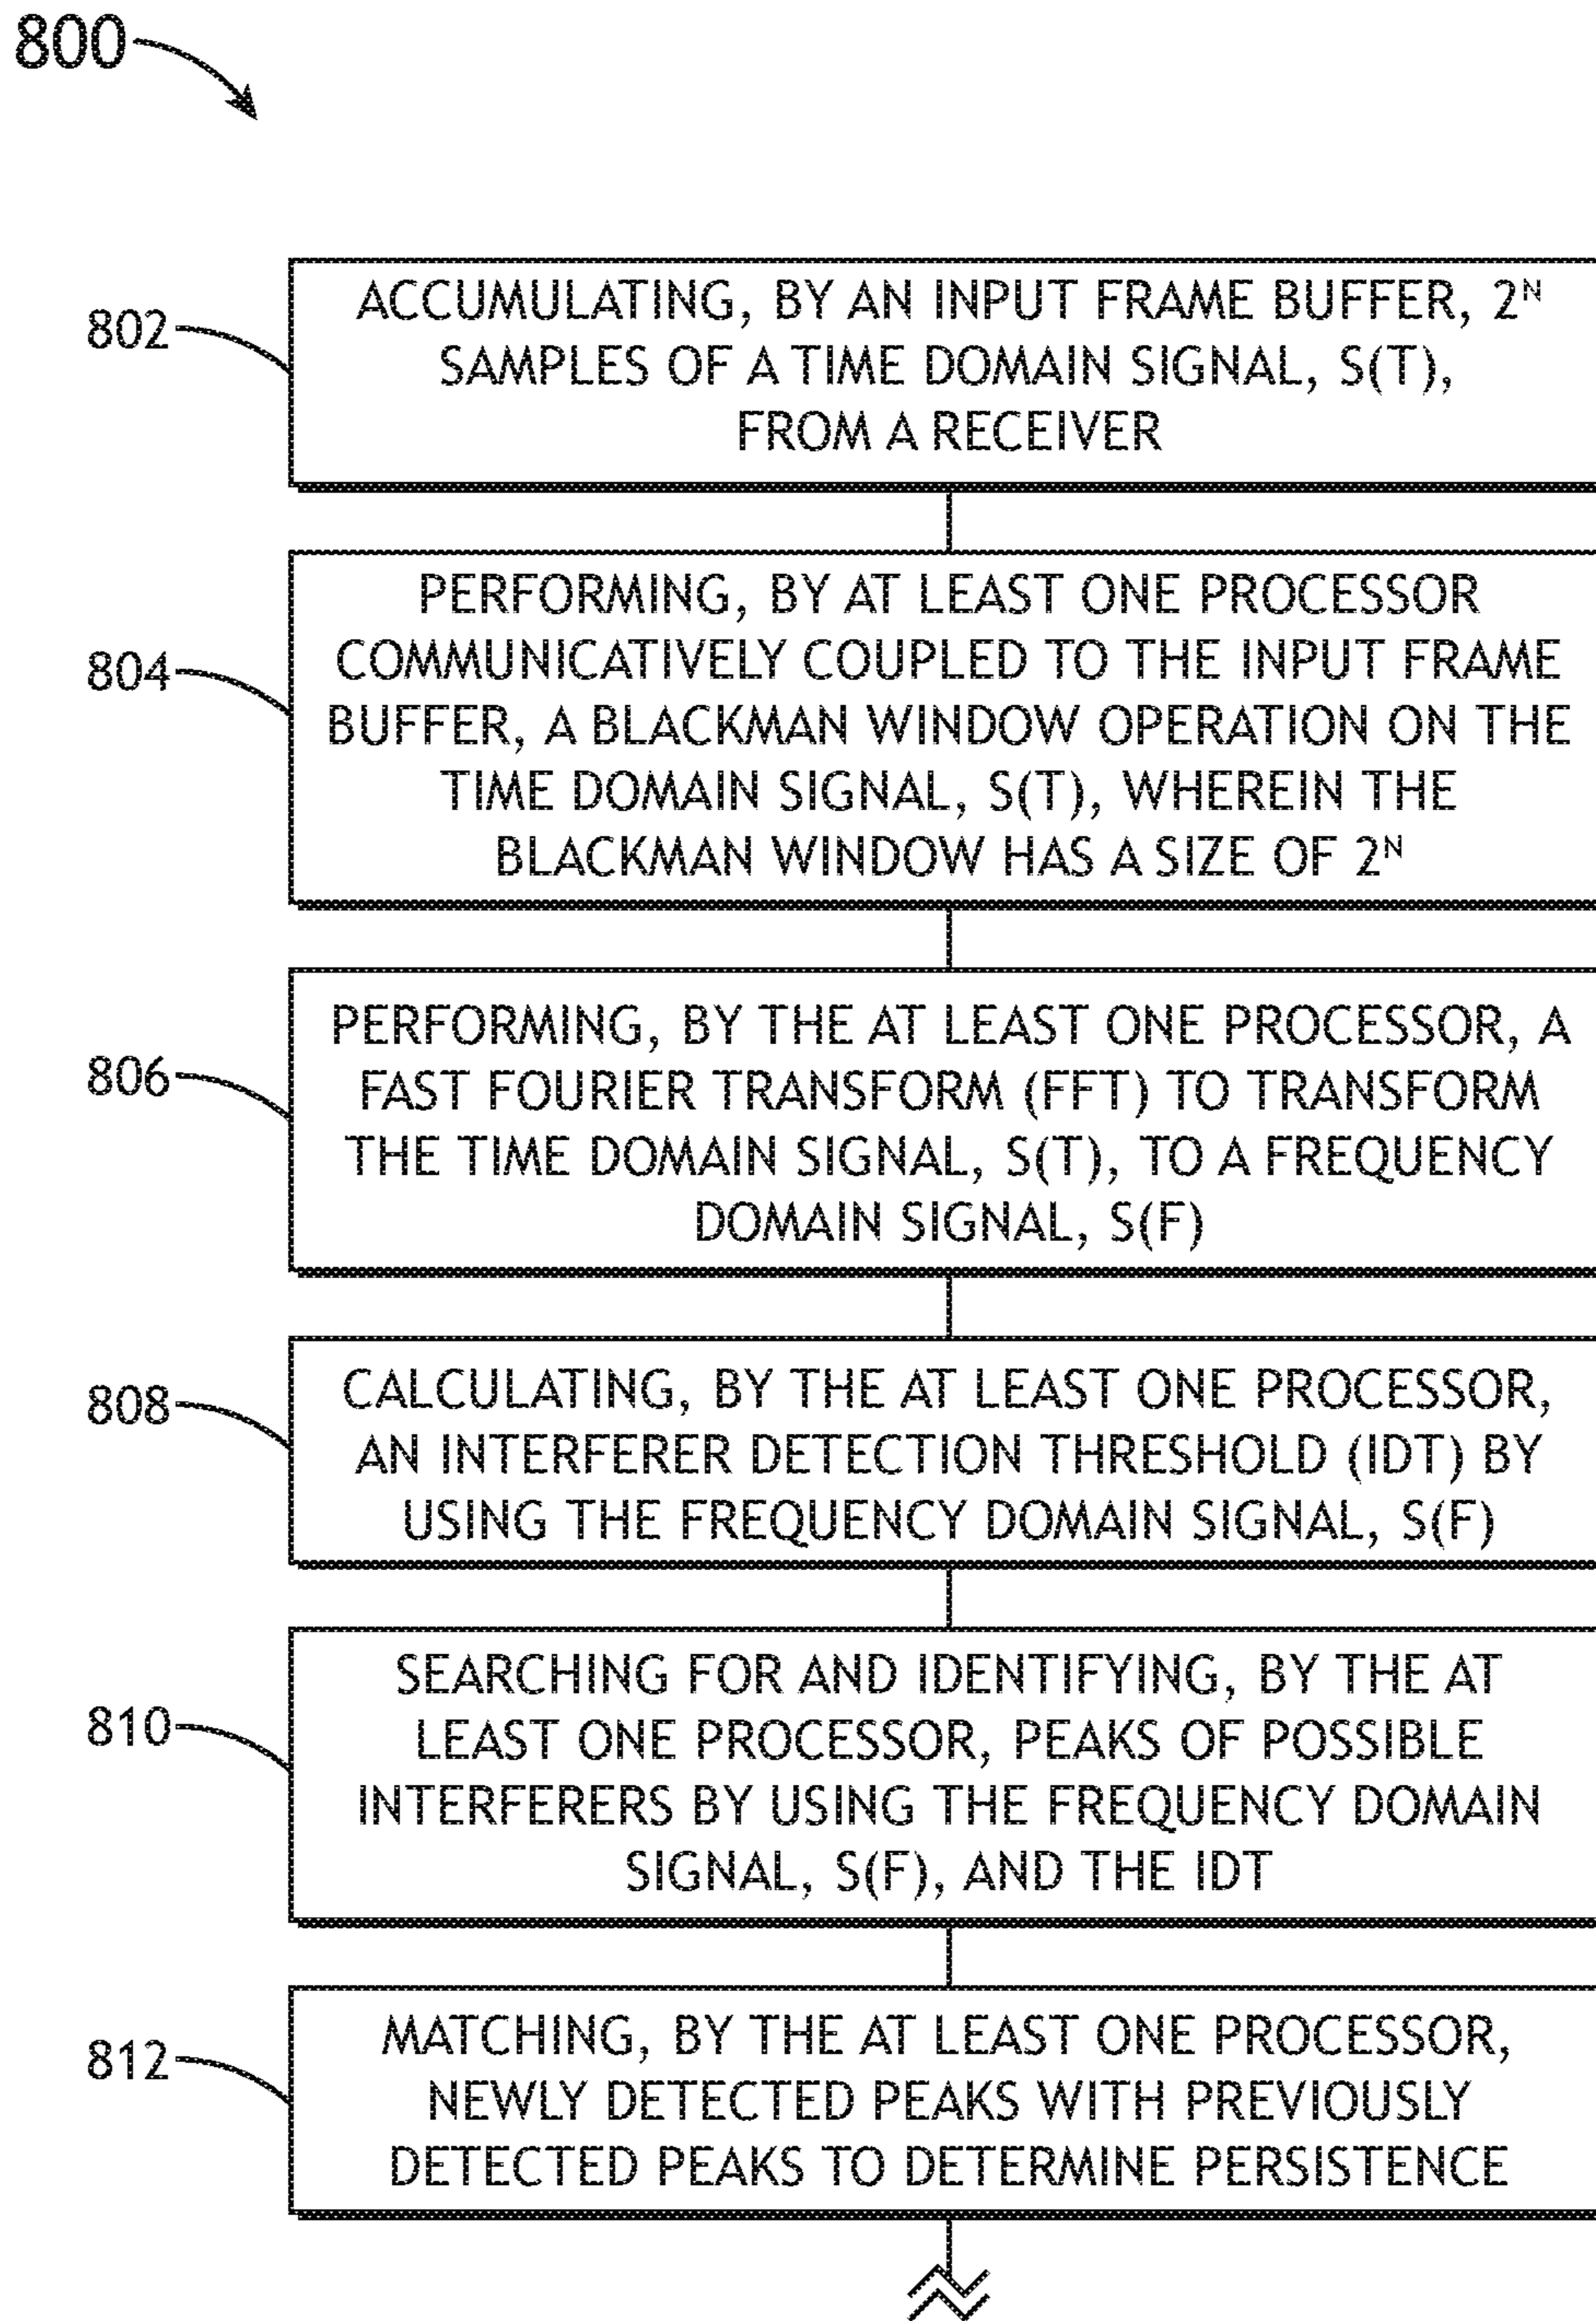 800
802
ACCUMULATING, BY AN INPUT FRAME BUFFER, 2ᴺ
SAMPLES OF A TIME DOMAIN SIGNAL, S(T),
FROM A RECEIVER
804
PERFORMING, BY AT LEAST ONE PROCESSOR
COMMUNICATIVELY COUPLED TO THE INPUT FRAME
BUFFER, A BLACKMAN WINDOW OPERATION ON THE
TIME DOMAIN SIGNAL, S(T), WHEREIN THE
BLACKMAN WINDOW HAS A SIZE OF 2ᴺ
806
PERFORMING, BY THE AT LEAST ONE PROCESSOR, A
FAST FOURIER TRANSFORM (FFT) TO TRANSFORM
THE TIME DOMAIN SIGNAL, S(T), TO A FREQUENCY
DOMAIN SIGNAL, S(F)
808
CALCULATING, BY THE AT LEAST ONE PROCESSOR,
AN INTERFERER DETECTION THRESHOLD (IDT) BY
USING THE FREQUENCY DOMAIN SIGNAL, S(F)
810
SEARCHING FOR AND IDENTIFYING, BY THE AT
LEAST ONE PROCESSOR, PEAKS OF POSSIBLE
INTERFERERS BY USING THE FREQUENCY DOMAIN
SIGNAL, S(F), AND THE IDT
812
MATCHING, BY THE AT LEAST ONE PROCESSOR,
NEWLY DETECTED PEAKS WITH PREVIOUSLY
DETECTED PEAKS TO DETERMINE PERSISTENCE